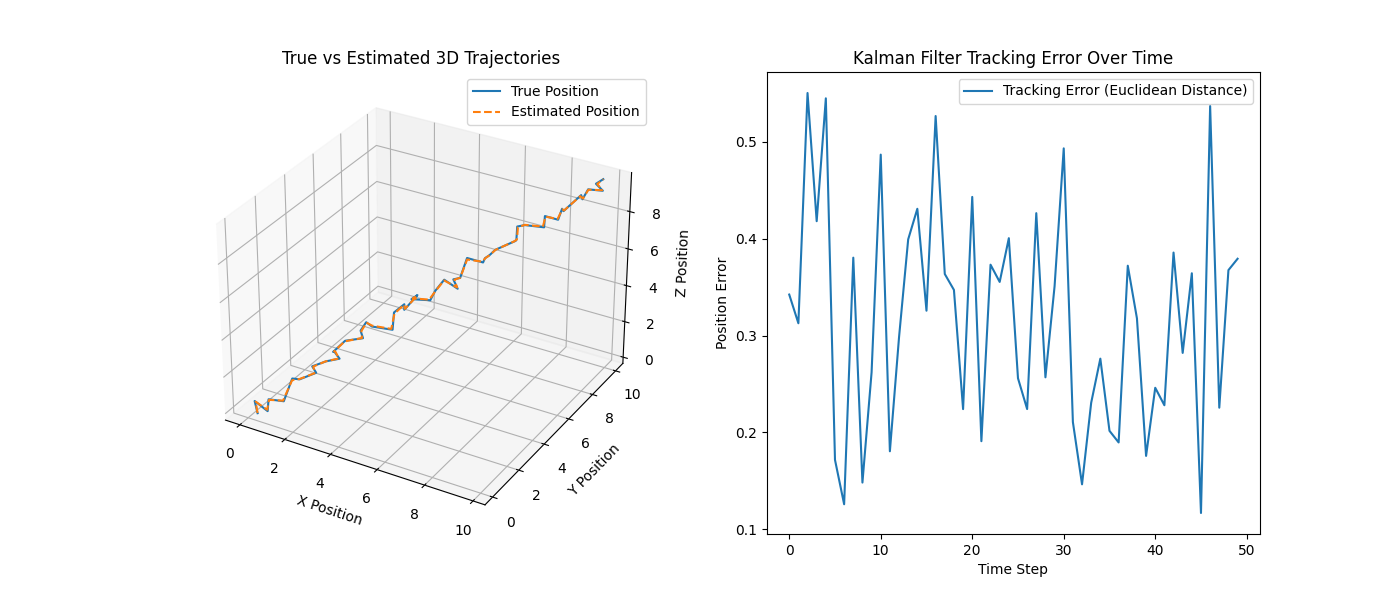 True vs Estimated 3D Trajectories
True Position
Estimated Position
0
2
4
6
8
10
X Position
0
2
4
6
8
10
Y Position
0
2
4
6
8
Z Position
Kalman Filter Tracking Error Over Time
Tracking Error (Euclidean Distance)
0.5
0.4
0.3
0.2
0.1
Position Error
0 10 20 30 40 50
Time Step